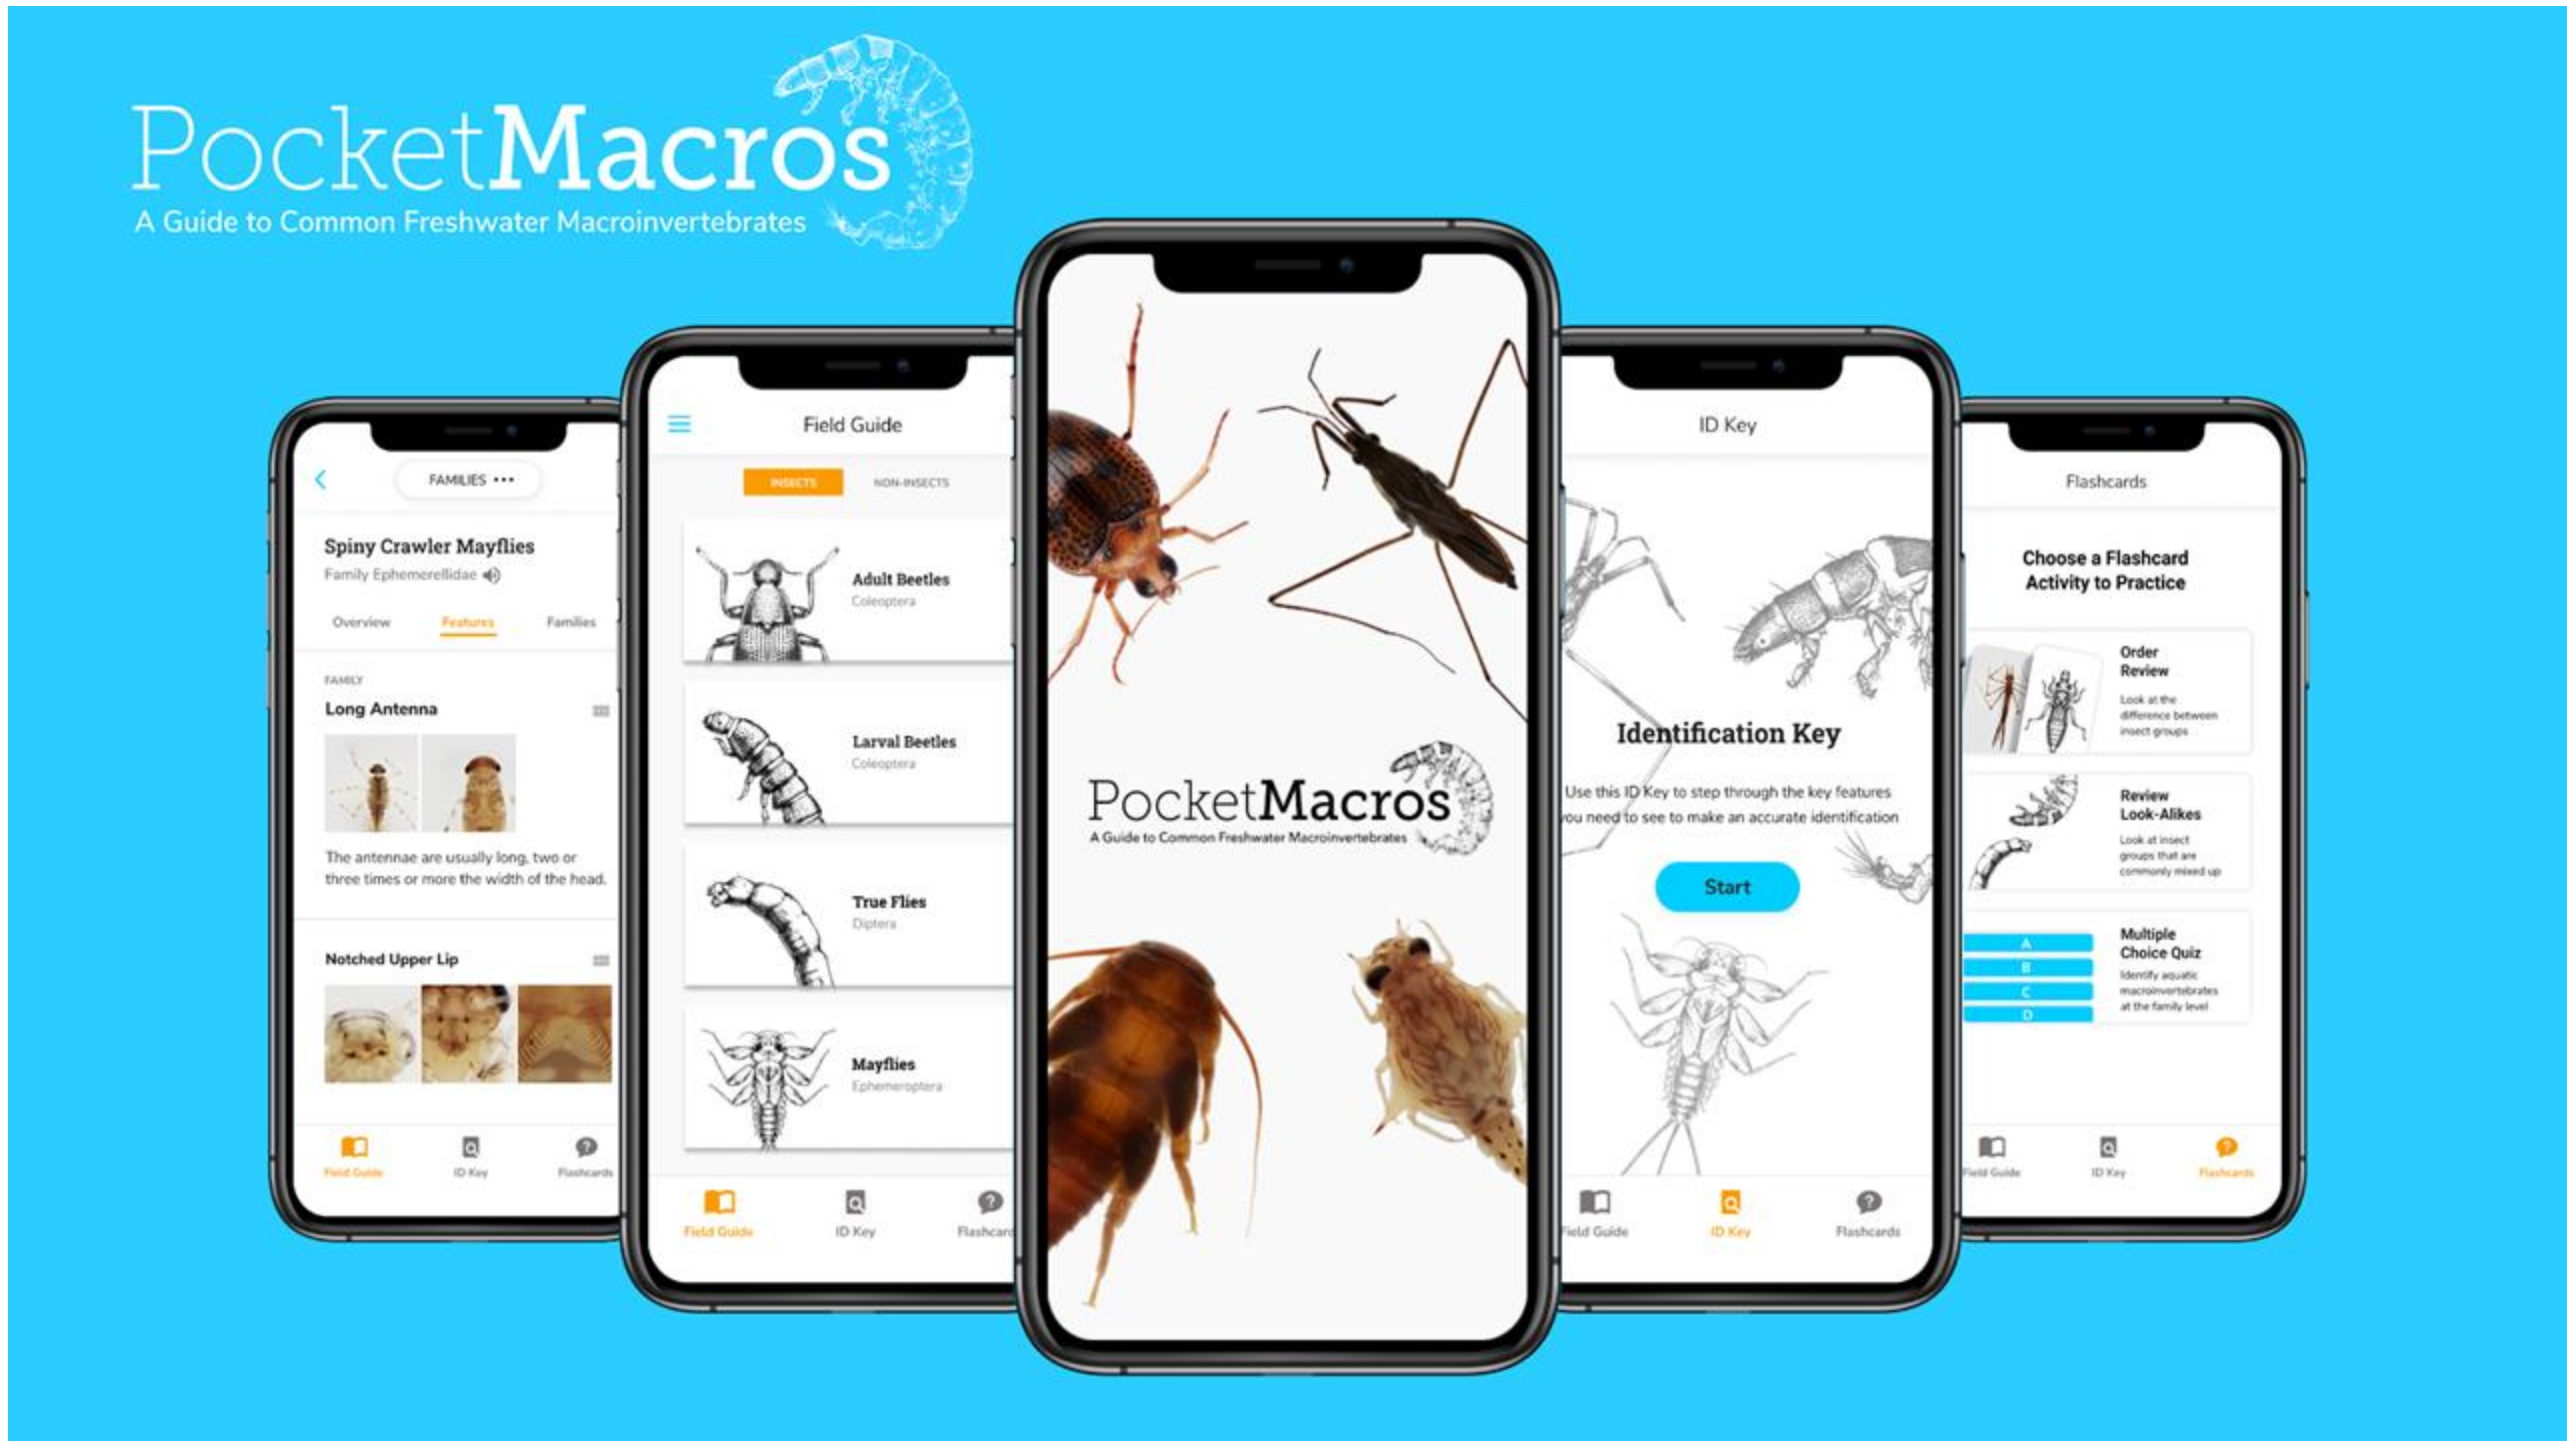 PocketMacros
A Guide to Common Freshwater Macroinvertebrates
FAMILIES
Spiny Crawler Mayflies
Family Ephemerellidae
Overview
Features
Families
FAMILY
Long Antenna
The antennae are usually long, two or
three times or more the width of the head.
Notched Upper Lip
Field Guide
ID Key
Flashcards
Field Guide
INSECTS
NON-INSECTS
Adult Beetles
Coleoptera
Larval Beetles
Coleoptera
True Flies
Diptera
Mayflies
Ephemeroptera
Field Guide
ID Key
Flashcar
PocketMacros
A Guide to Common Freshwater Macroinvertebrates
ID Key
Identification Key
Use this ID Key to step through the key features
you need to see to make an accurate identification
Start
Field Guide
ID Key
Flashcards
Flashcards
Choose a Flashcard
Activity to Practice
Order
Review
Look at the
difference between
insect groups
Review
Look-Alikes
Look at insect
groups that are
commonly mixed up
A
B
C
D
Multiple
Choice Quiz
Identify aquatic
macroinvertebrates
at the family level
Field Guide
ID Key
Flashcards